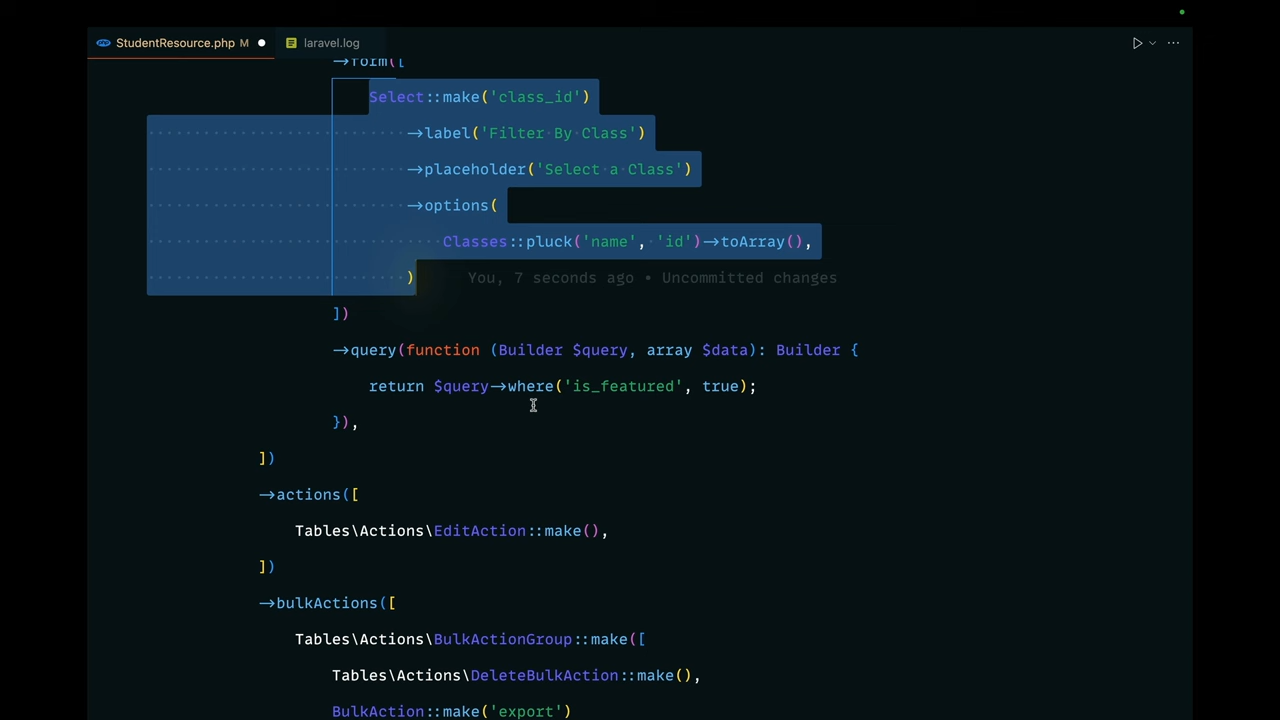 StudentResource.php M
laravel.log
->form([
Select::make('class_id')
->label('Filter By Class')
->placeholder('Select a Class')
->options(
Classes::pluck('name', 'id')->toArray(),
) You, 7 seconds ago • Uncommitted changes
])
->query(function (Builder $query, array $data): Builder {
return $query->where('is_featured', true);
}),
])
->actions([
Tables\Actions\EditAction::make(),
])
->bulkActions([
Tables\Actions\BulkActionGroup::make([
Tables\Actions\DeleteBulkAction::make(),
BulkAction::make('export')